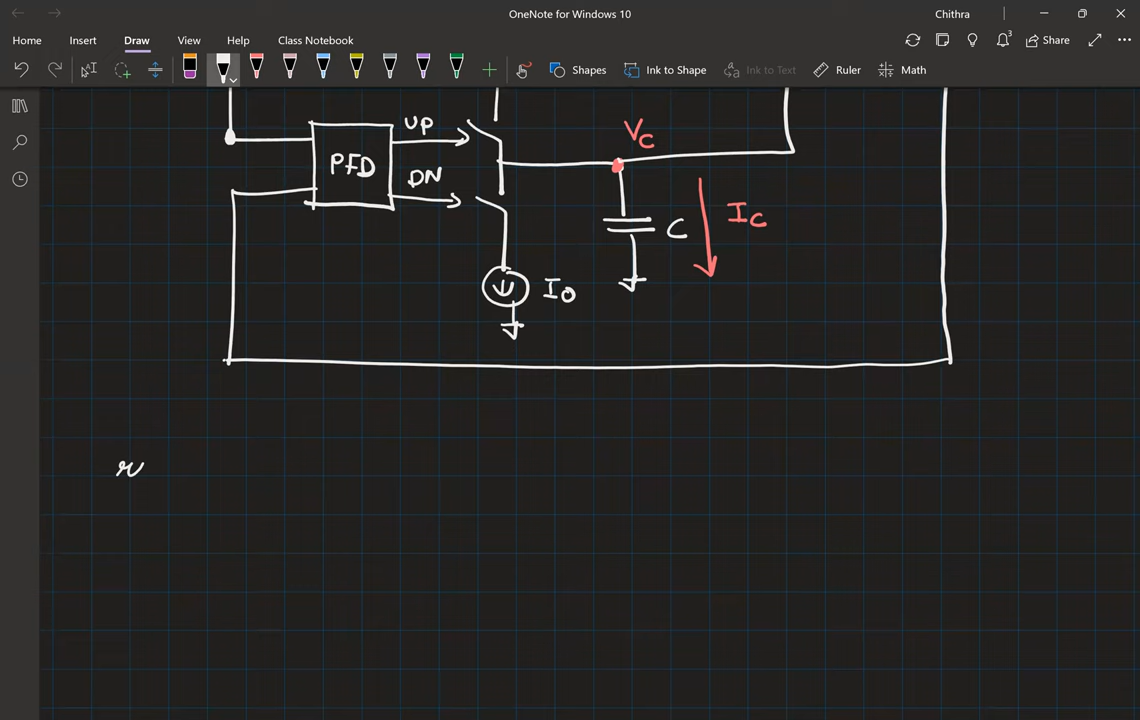 OneNote for Windows 10
Chithra
Home Insert Draw View Help Class Notebook
Share
Shapes Ink to Shape Ink to Text Ruler Math
VC
UP
PFD
DN
IC
C
IO